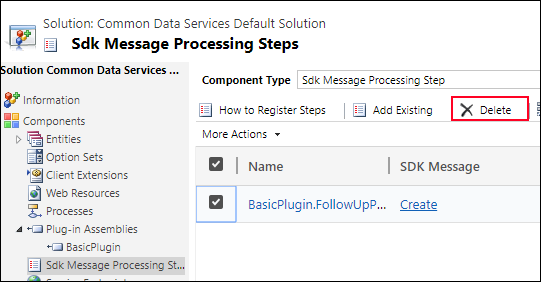 Solution: Common Data Services Default Solution
Sdk Message Processing Steps
Solution Common Data Services ...
Information
Components
Entities
Option Sets
Client Extensions
Web Resources
Processes
Plug-in Assemblies
BasicPlugin
Sdk Message Processing St...
Component Type Sdk Message Processing Step
How to Register Steps Add Existing Delete
More Actions
Name SDK Message
BasicPlugin.FollowUpP... Create